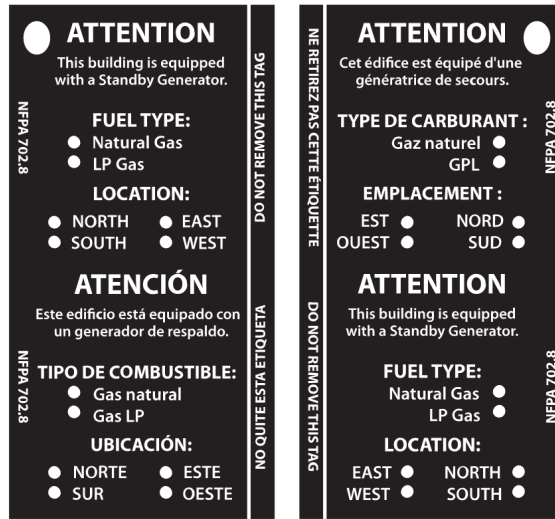 ATTENTION
This building is equipped
with a Standby Generator.
NFPA 702.8
FUEL TYPE:
Natural Gas
LP Gas
LOCATION:
NORTH EAST
SOUTH WEST
DO NOT REMOVE THIS TAG
ATENCIÓN
Este edificio está equipado con
un generador de respaldo.
NFPA 702.8
TIPO DE COMBUSTIBLE:
Gas natural
Gas LP
UBICACIÓN:
NORTE ESTE
SUR OESTE
NO QUITE ESTA ETIQUETA
NE RETIREZ PAS CETTE ÉTIQUETTE
ATTENTION
Cet édifice est équipé d'une
génératrice de secours.
TYPE DE CARBURANT :
Gaz naturel
GPL
NFPA 702.8
EMPLACEMENT :
EST NORD
OUEST SUD
DO NOT REMOVE THIS TAG
ATTENTION
This building is equipped
with a Standby Generator.
FUEL TYPE:
Natural Gas
LP Gas
NFPA 702.8
LOCATION:
EAST NORTH
WEST SOUTH